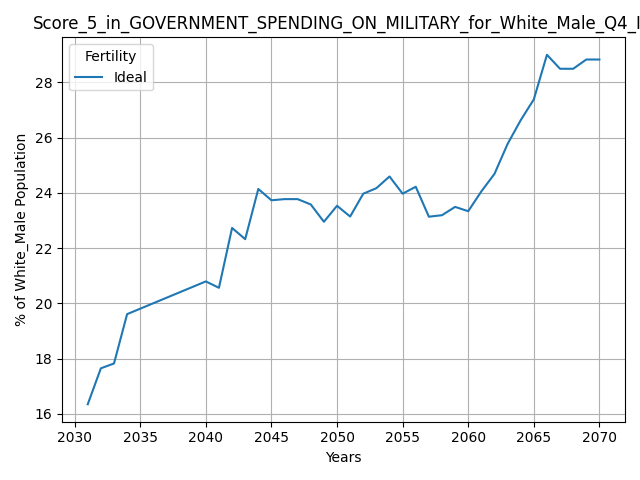 Score_5_in_GOVERNMENT_SPENDING_ON_MILITARY_for_White_Male_Q4_I
Fertility
Ideal
28
26
24
22
20
18
16
% of White_Male Population
2030 2035 2040 2045 2050 2055 2060 2065 2070
Years